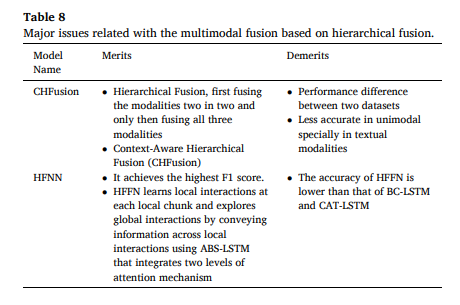 Table 8
Major issues related with the multimodal fusion based on hierarchical fusion.
Model Name
Merits
Demerits
CHFusion
• Hierarchical Fusion, first fusing
the modalities two in two and
only then fusing all three
modalities
• Context-Aware Hierarchical
Fusion (CHFusion)
• Performance difference
between two datasets
• Less accurate in unimodal
specially in textual
modalities
HFNN
• It achieves the highest F1 score.
• HFFN learns local interactions at
each local chunk and explores
global interactions by conveying
information across local
interactions using ABS-LSTM
that integrates two levels of
attention mechanism
• The accuracy of HFFN is
lower than that of BC-LSTM
and CAT-LSTM